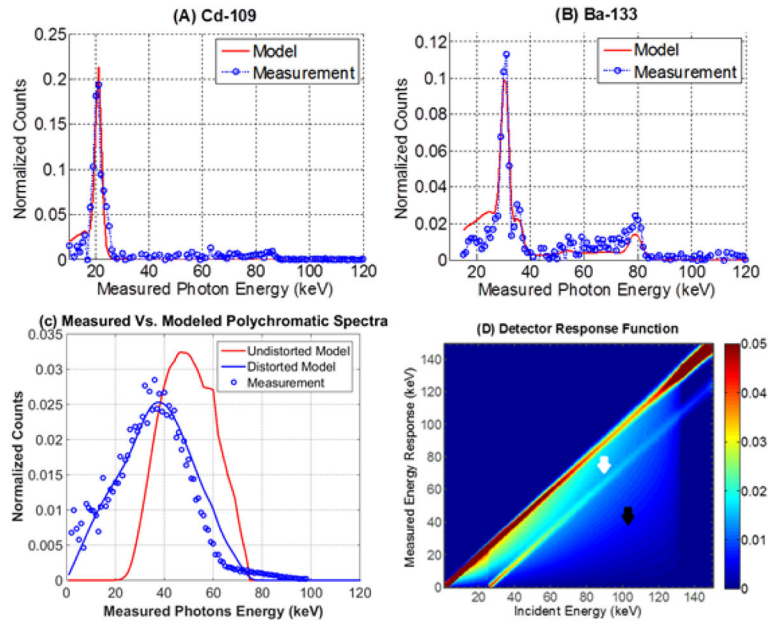 (A) Cd-109
0.25
0.2
0.15
0.1
0.05
0
20 40 60 80 100 120
Normalized Counts
Measured Photon Energy (keV)
Model
Measurement
(B) Ba-133
0.12
0.1
0.08
0.06
0.04
0.02
0
20 40 60 80 100 120
Normalized Counts
Measured Photon Energy (keV)
Model
Measurement
(c) Measured Vs. Modeled Polychromatic Spectra
0.035
0.03
0.025
0.02
0.015
0.01
0.005
0
0 20 40 60 80 100 120
Normalized Counts
Measured Photons Energy (keV)
Undistorted Model
Distorted Model
Measurement
(D) Detector Response Function
140
120
100
80
60
40
20
0
20 40 60 80 100 120 140
Measured Energy Response (keV)
Incident Energy (keV)
0.05
0.04
0.03
0.02
0.01
0